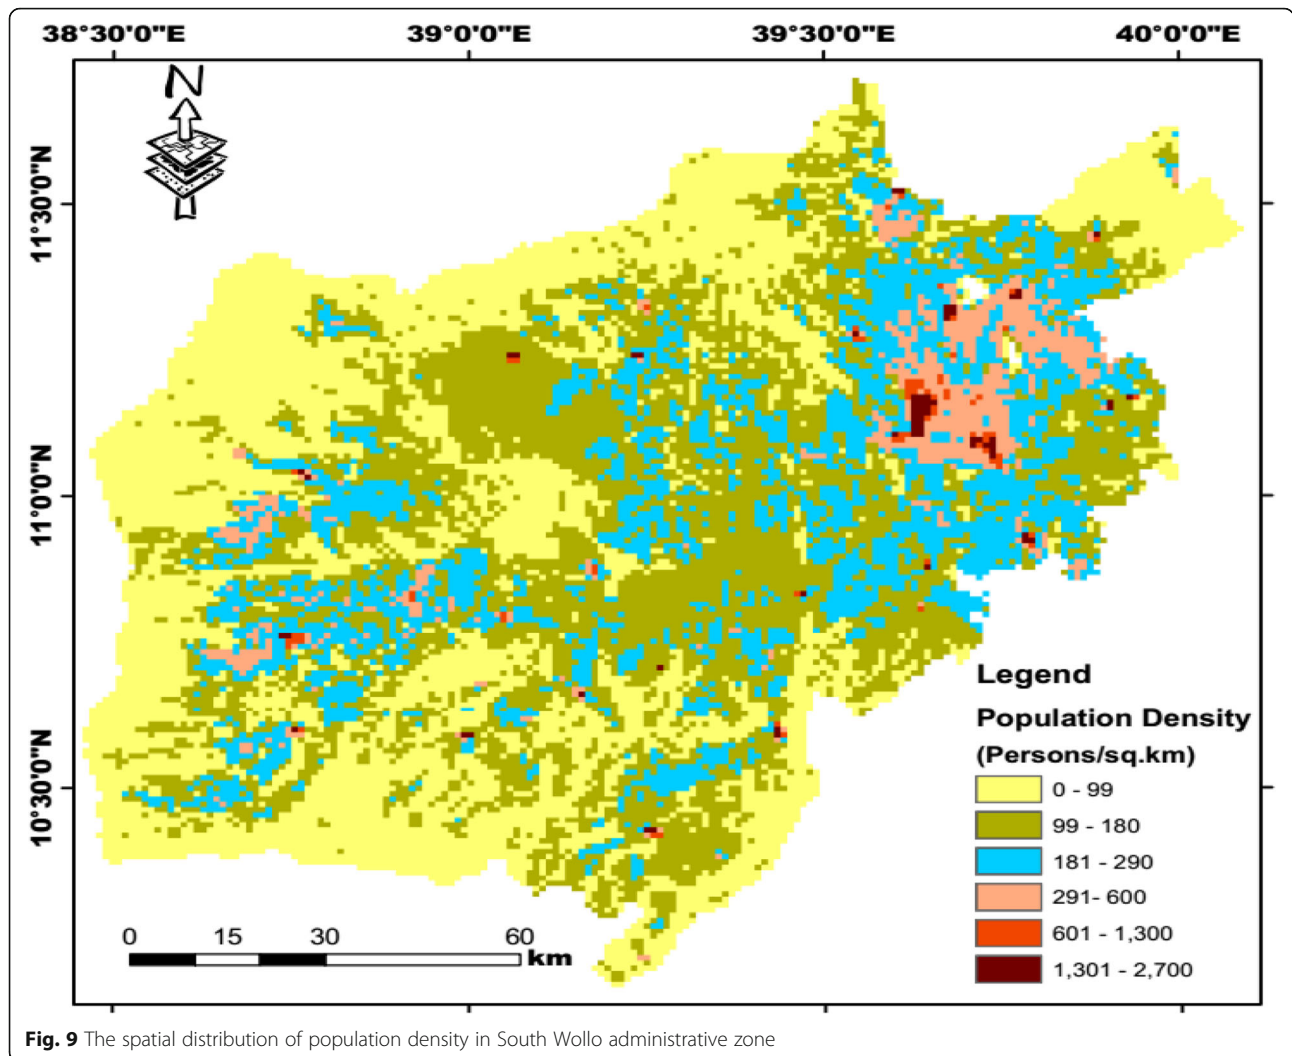 38°30'0"E 39°0'0"E 39°30'0"E 40°0'0"E
N
11°30'0"N
11°0'0"N
10°30'0"N
Legend
Population Density
(Persons/sq.km)
0 - 99
99 - 180
181 - 290
291- 600
601 - 1,300
1,301 - 2,700
0 15 30 60
km
Fig. 9 The spatial distribution of population density in South Wollo administrative zone